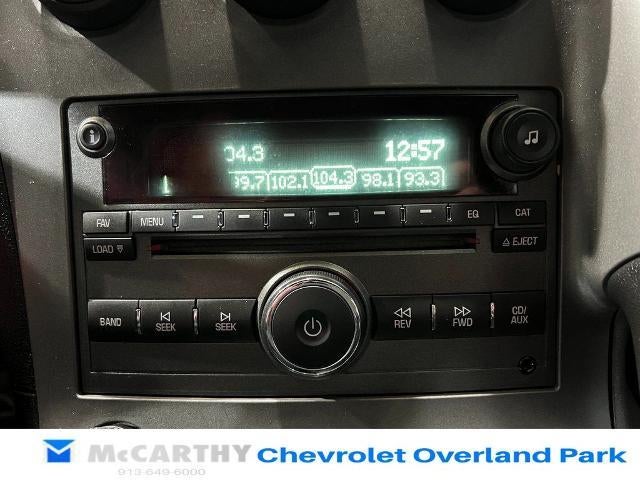 04.3 12:57
99.7 102.1 104.3 98.1 93.3
FAV MENU EQ CAT
LOAD EJECT
BAND SEEK SEEK REV FWD CD/AUX
McCARTHY Chevrolet Overland Park
913-649-6000